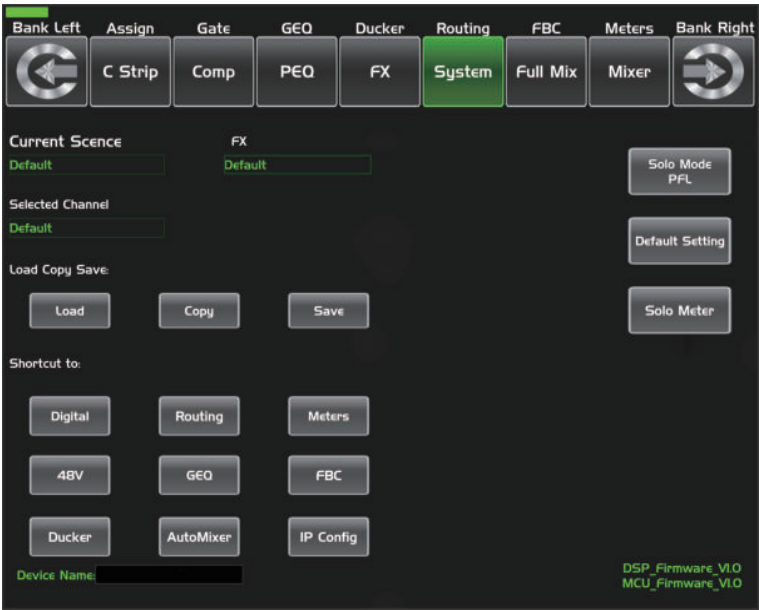 Bank Left Assign Gate GEQ Ducker Routing FBC Meters Bank Right
C Strip Comp PEQ FX System Full Mix Mixer
Current Scence FX
Default Default
Solo Mode
PFL
Selected Channel
Default
Default Setting
Load Copy Save:
Load Copy Save
Solo Meter
Shortcut to:
Digital Routing Meters
48V GEQ FBC
Ducker AutoMixer IP Config
Device Name:
DSP_Firmware_V1.0
MCU_Firmware_V1.0